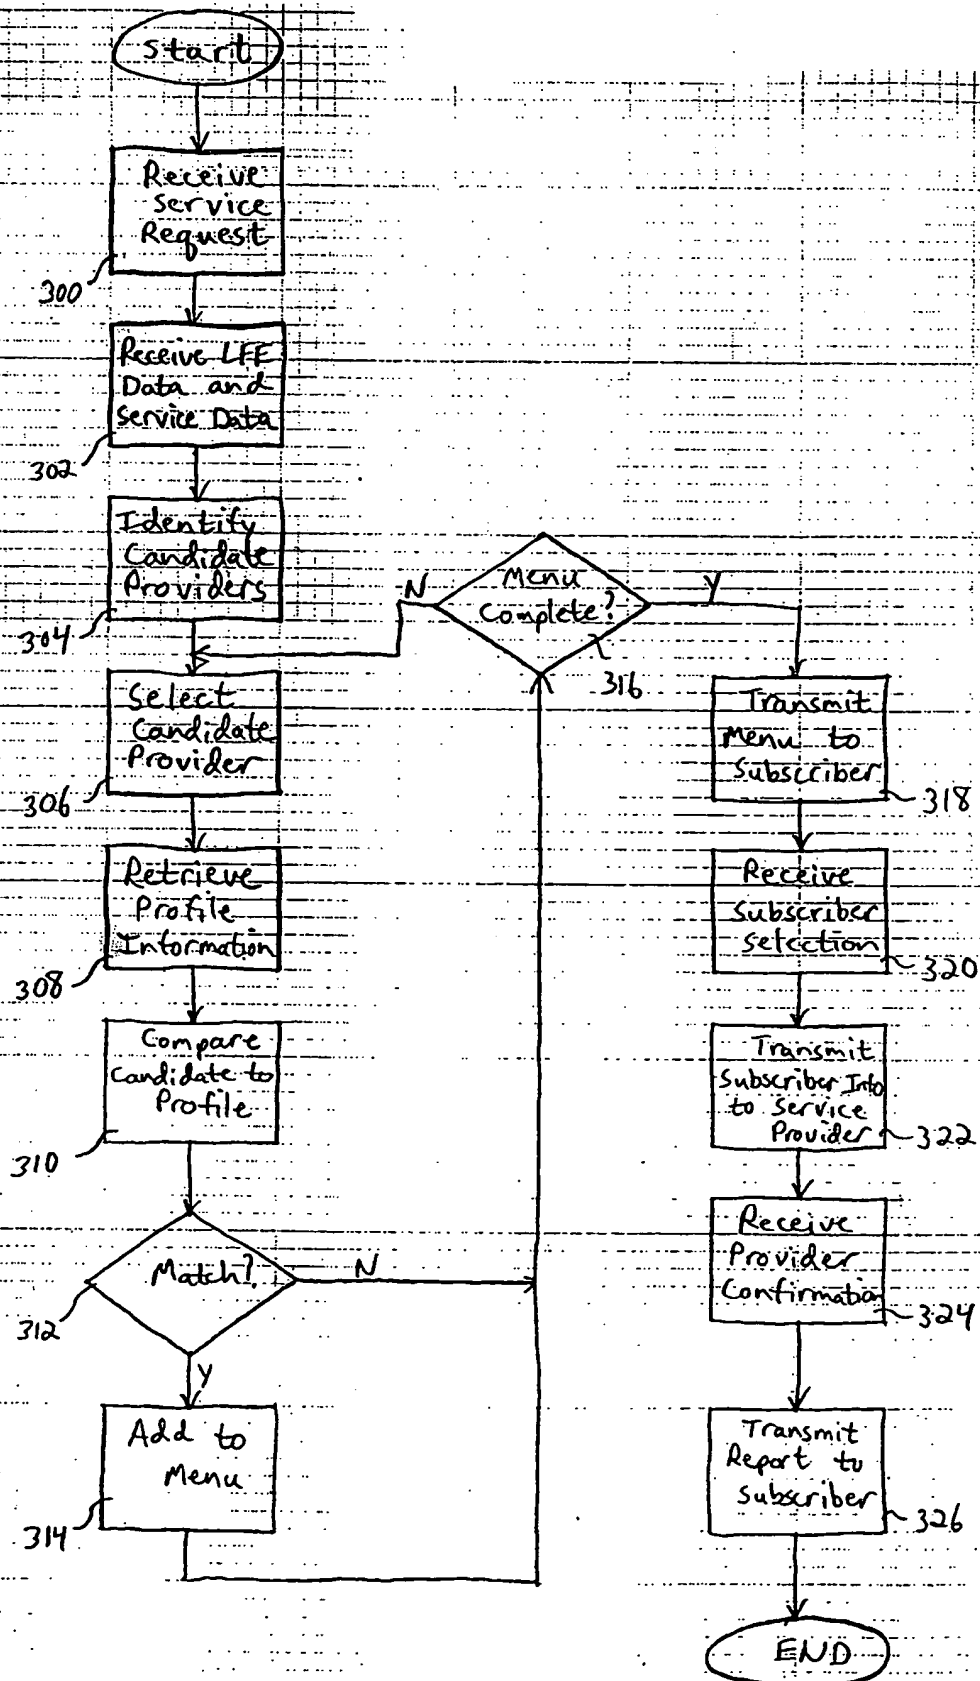 Start
Receive
Service
Request
300
Receive LFE
Data and
Service Data
302
Identify
Candidate
Providers
304
Select
Candidate
Provider
306
Retrieve
Profile
Information
308
Compare
Candidate to
Profile
310
Match?
N
312
Y
Add to
Menu
314
Menu
Complete?
N
Y
316
Transmit
Menu to
Subscriber
318
Receive
Subscriber
Selection
320
Transmit
Subscriber Info
to Service
Provider
322
Receive
Provider
Confirmation
324
Transmit
Report to
Subscriber
326
END